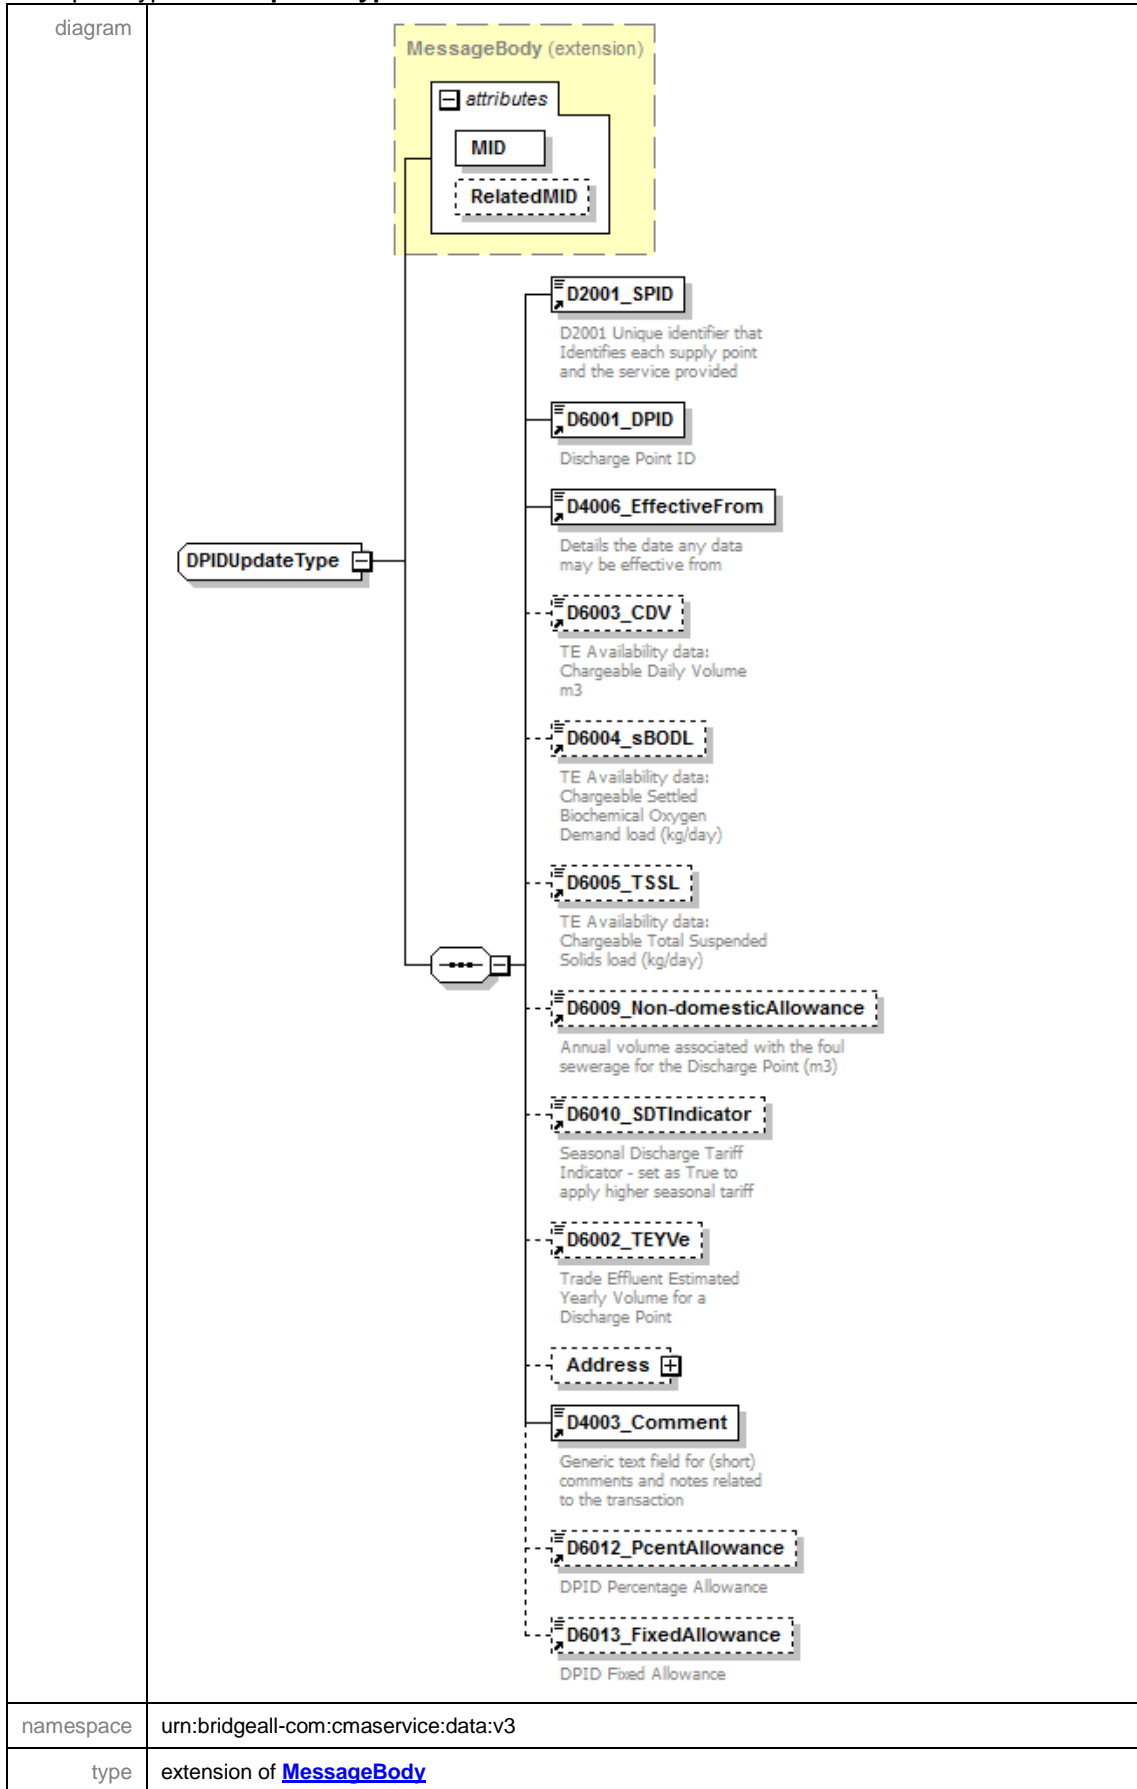 diagram
MessageBody (extension)
attributes
MID
RelatedMID
D2001_SPID
D2001 Unique identifier that
Identifies each supply point
and the service provided
D6001_DPID
Discharge Point ID
D4006_EffectiveFrom
Details the date any data
may be effective from
DPIDUpdateType
D6003_CDV
TE Availability data:
Chargeable Daily Volume
m3
D6004_sBODL
TE Availability data:
Chargeable Settled
Biochemical Oxygen
Demand load (kg/day)
D6005_TSSL
TE Availability data:
Chargeable Total Suspended
Solids load (kg/day)
D6009_Non-domesticAllowance
Annual volume associated with the foul
sewerage for the Discharge Point (m3)
D6010_SDTIndicator
Seasonal Discharge Tariff
Indicator - set as True to
apply higher seasonal tariff
D6002_TEYVe
Trade Effluent Estimated
Yearly Volume for a
Discharge Point
Address
D4003_Comment
Generic text field for (short)
comments and notes related
to the transaction
D6012_PcentAllowance
DPID Percentage Allowance
D6013_FixedAllowance
DPID Fixed Allowance
namespace urn:bridgeall-com:cmaservice:data:v3
type extension of MessageBody